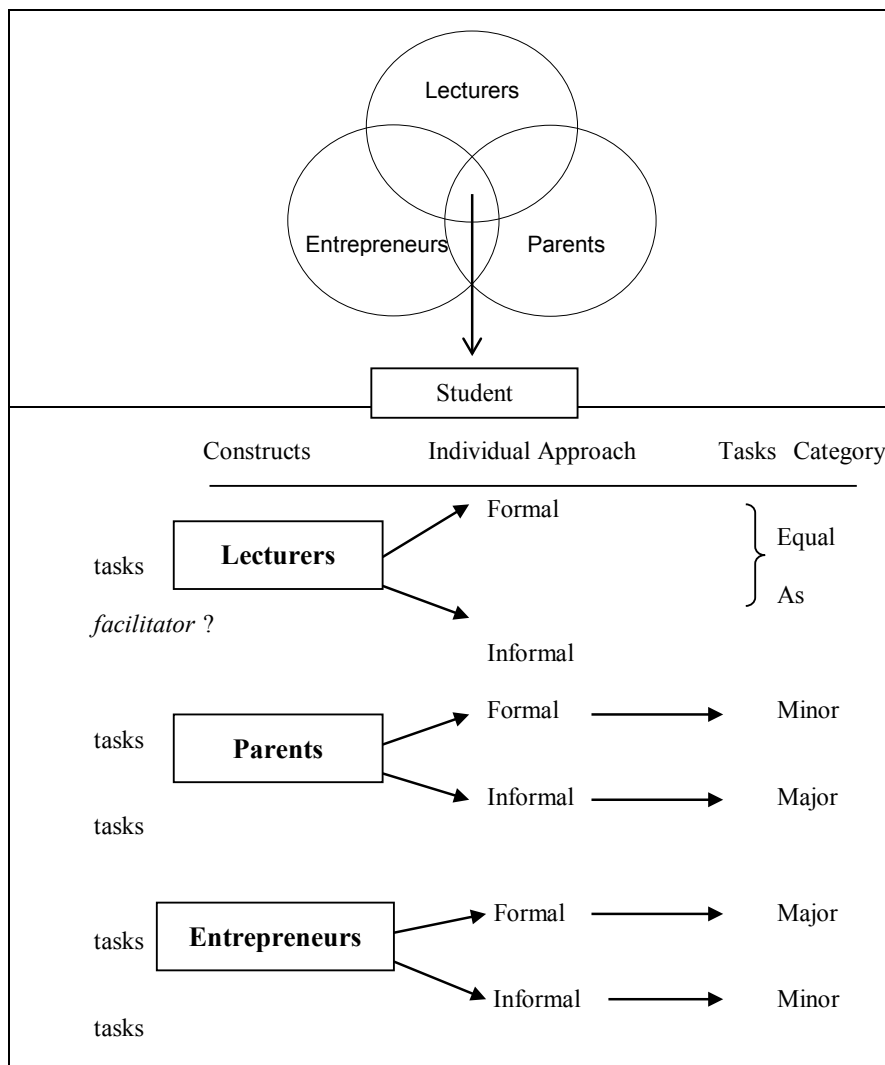 Lecturers
Entrepreneurs
Parents
Student
Constructs Individual Approach Tasks Category
Formal
Lecturers
Equal
tasks
As
facilitator ?
Informal
Formal Minor
tasks
Parents
Informal Major
tasks
Formal Major
Entrepreneurs
tasks
Informal Minor
tasks